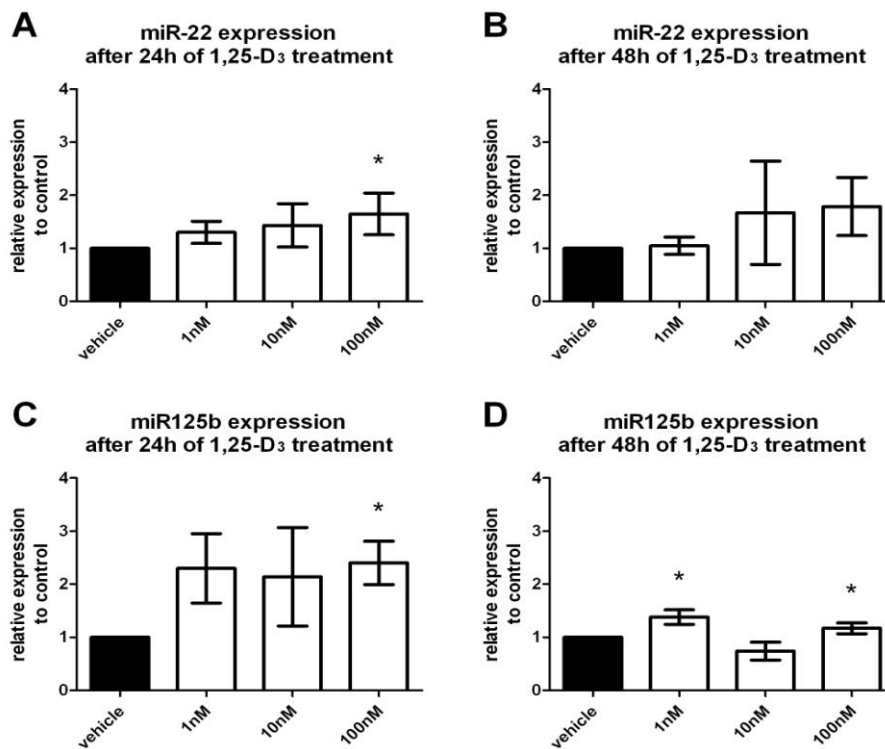 A
miR-22 expression
after 24h of 1,25-D₃ treatment
relative expression
to control
4
3
2
1
0
*
vehicle
1nM
10nM
100nM
B
miR-22 expression
after 48h of 1,25-D₃ treatment
relative expression
to control
4
3
2
1
0
vehicle
1nM
10nM
100nM
C
miR125b expression
after 24h of 1,25-D₃ treatment
relative expression
to control
4
3
2
1
0
*
vehicle
1nM
10nM
100nM
D
miR125b expression
after 48h of 1,25-D₃ treatment
relative expression
to control
4
3
2
1
0
*
*
vehicle
1nM
10nM
100nM